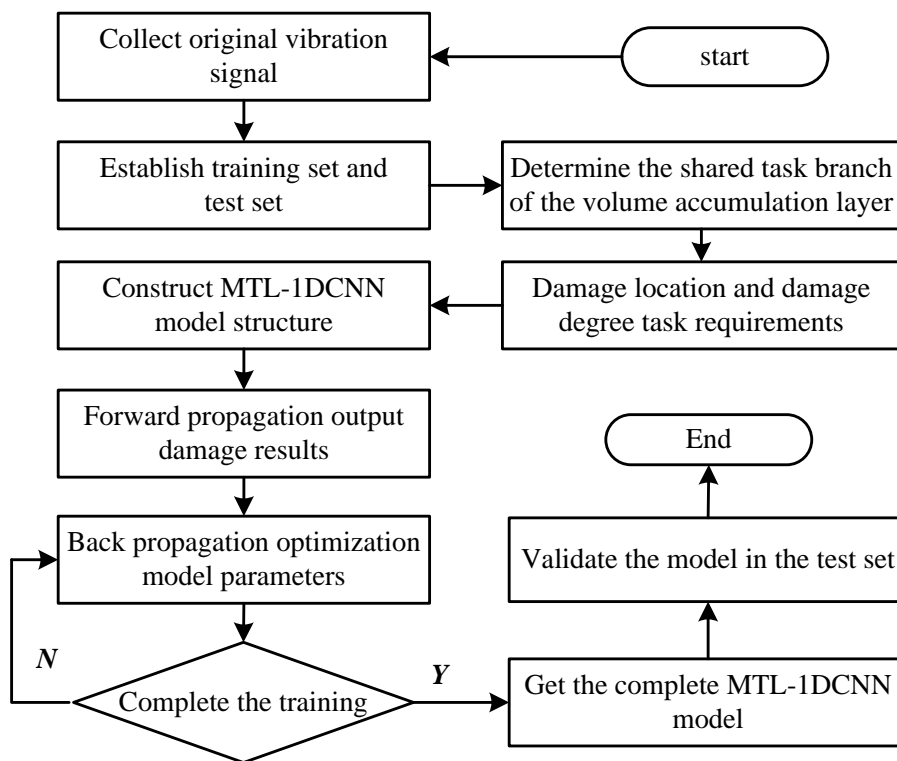 start
Collect original vibration
signal
Establish training set and
test set
Determine the shared task branch
of the volume accumulation layer
Damage location and damage
degree task requirements
Construct MTL-1DCNN
model structure
Forward propagation output
damage results
Back propagation optimization
model parameters
Complete the training
N
Y
Get the complete MTL-1DCNN
model
Validate the model in the test set
End